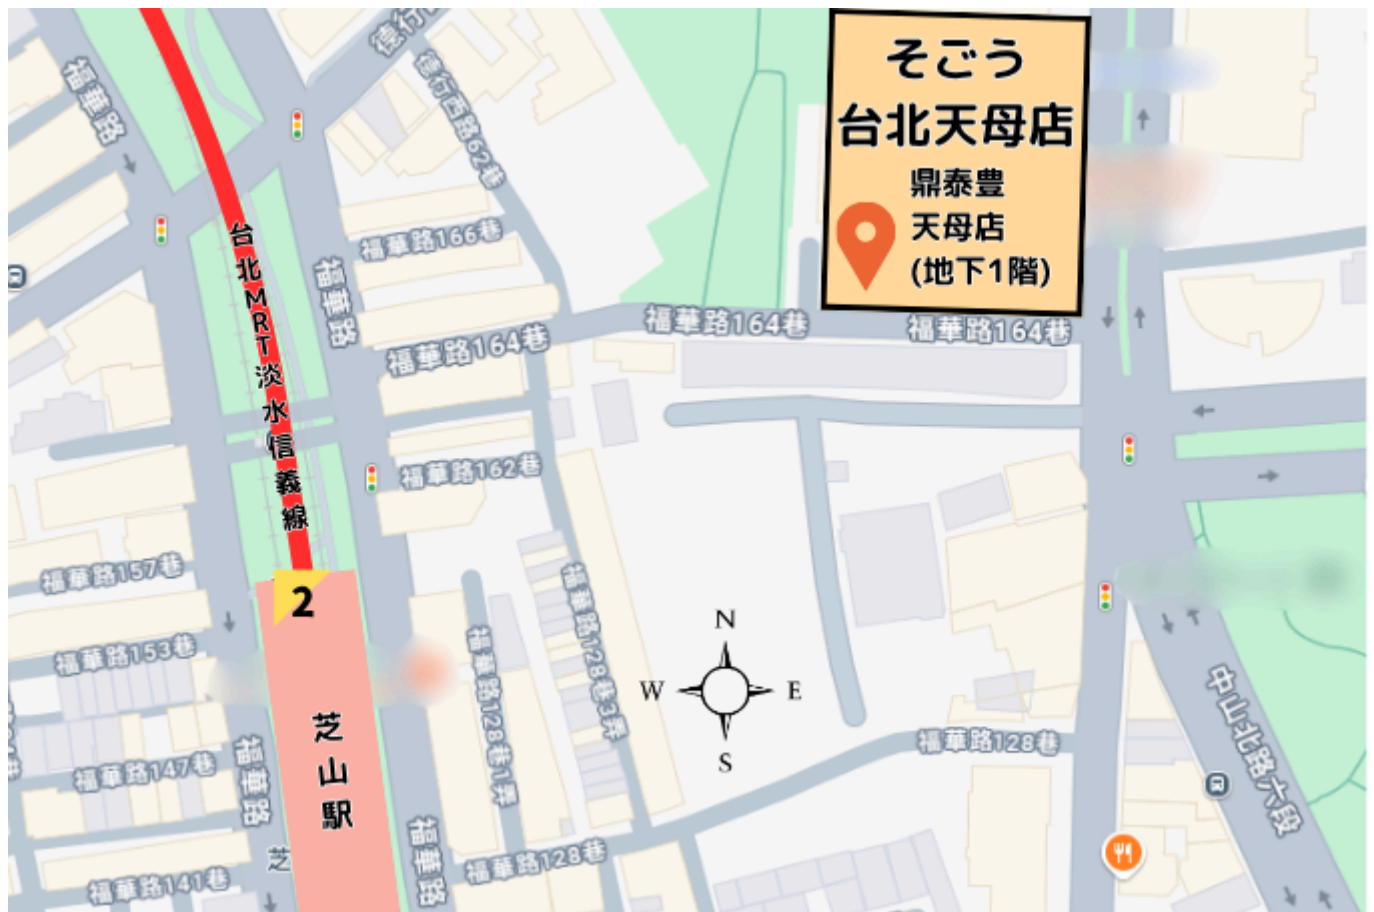 そごう
台北天母店
鼎泰豊
天母店
(地下1階)
德行
德行西路62巷
福華路
福華路166巷
福華路
福華路164巷
福華路164巷
福華路164巷
福華路162巷
台北MRT淡水信義線
2
芝山駅
芝
福華路157巷
福華路153巷
福華路147巷
福華路141巷
福華路
福華路
福華路128巷1弄
福華路128巷3弄
福華路128巷
福華路128巷
中山北路六段
N
W
E
S